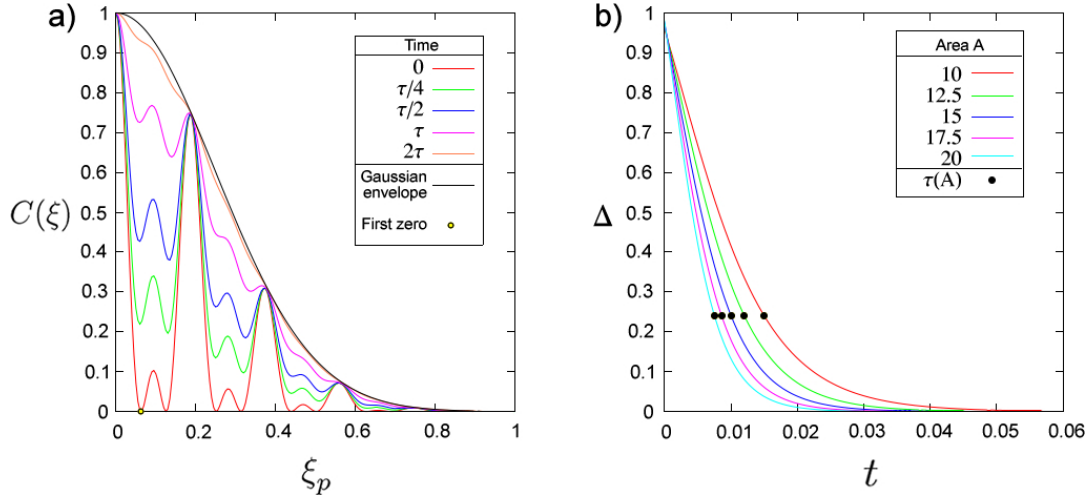 a)
1
0.9
0.8
0.7
0.6
0.5
0.4
0.3
0.2
0.1
0
C(ξ)
0 0.2 0.4 0.6 0.8 1
ξp
Time
0
τ/4
τ/2
τ
2τ
Gaussian
envelope
First zero
b)
1
0.9
0.8
0.7
0.6
0.5
0.4
0.3
0.2
0.1
0
Δ
0 0.01 0.02 0.03 0.04 0.05 0.06
t
Area A
10
12.5
15
17.5
20
τ(A)